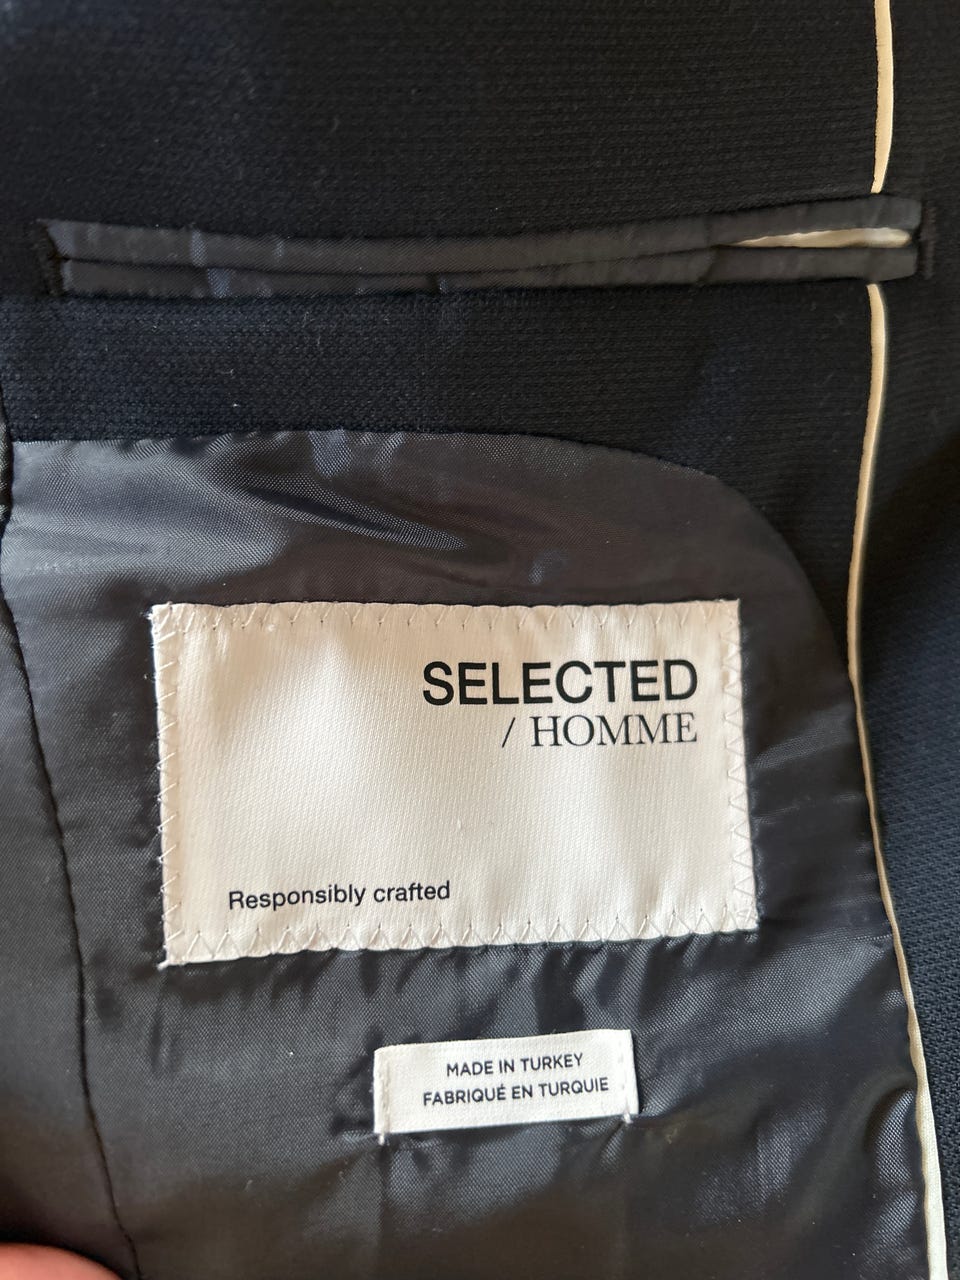 SELECTED
/ HOMME
Responsibly crafted
MADE IN TURKEY
FABRIQUÉ EN TURQUIE